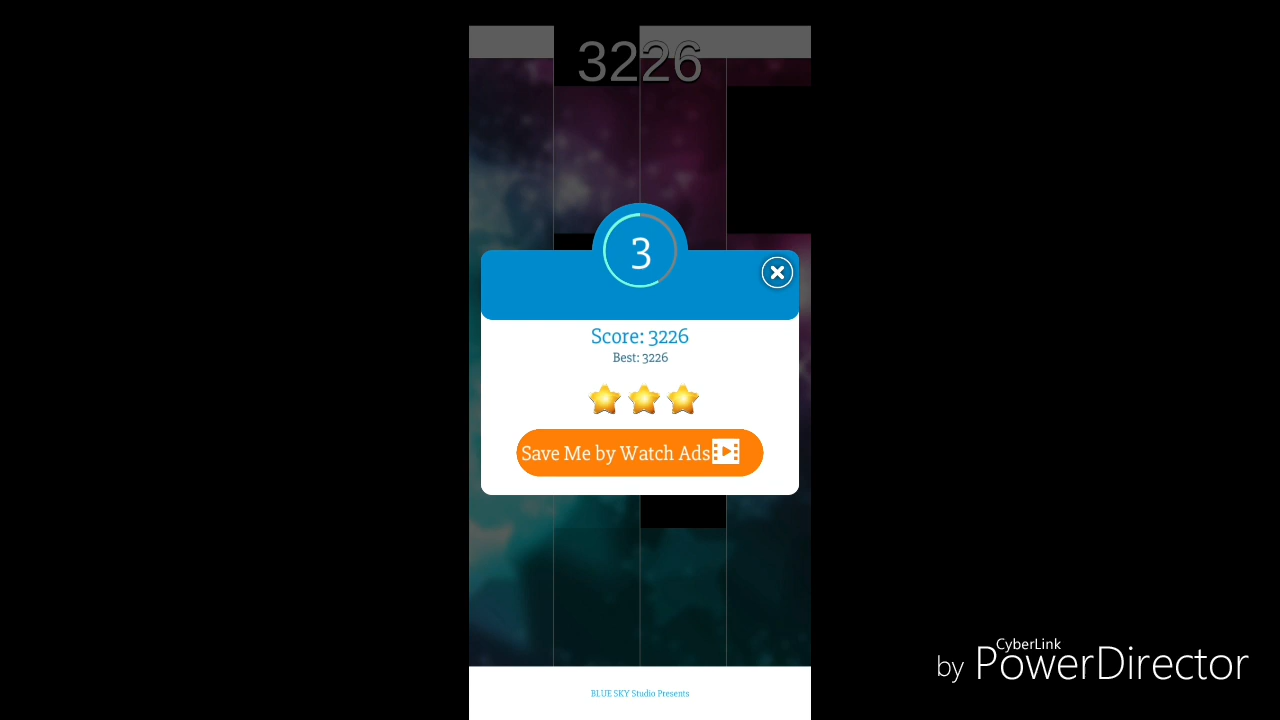 3226
3
Score: 3226
Best: 3226
Save Me by Watch Ads
BLUE SKY Studio Presents
CyberLink
by PowerDirector